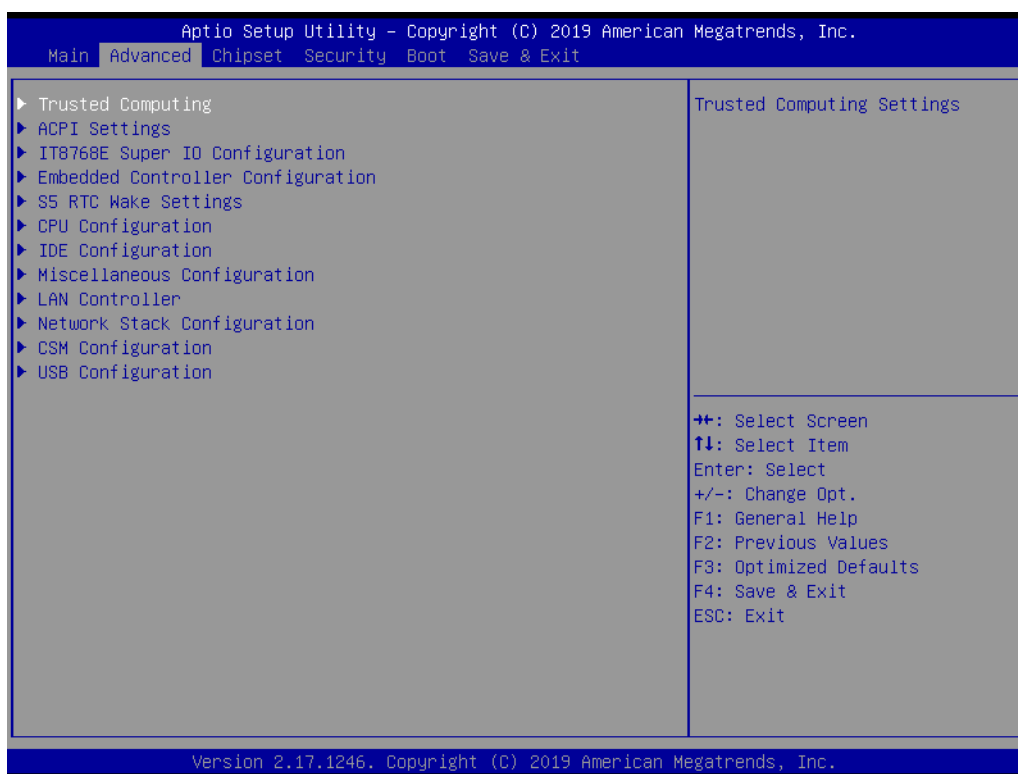 Aptio Setup Utility – Copyright (C) 2019 American Megatrends, Inc.
Main Advanced Chipset Security Boot Save & Exit
Trusted Computing
ACPI Settings
IT8768E Super IO Configuration
Embedded Controller Configuration
S5 RTC Wake Settings
CPU Configuration
IDE Configuration
Miscellaneous Configuration
LAN Controller
Network Stack Configuration
CSM Configuration
USB Configuration
Trusted Computing Settings
→←: Select Screen
↑↓: Select Item
Enter: Select
+/-: Change Opt.
F1: General Help
F2: Previous Values
F3: Optimized Defaults
F4: Save & Exit
ESC: Exit
Version 2.17.1246. Copyright (C) 2019 American Megatrends, Inc.